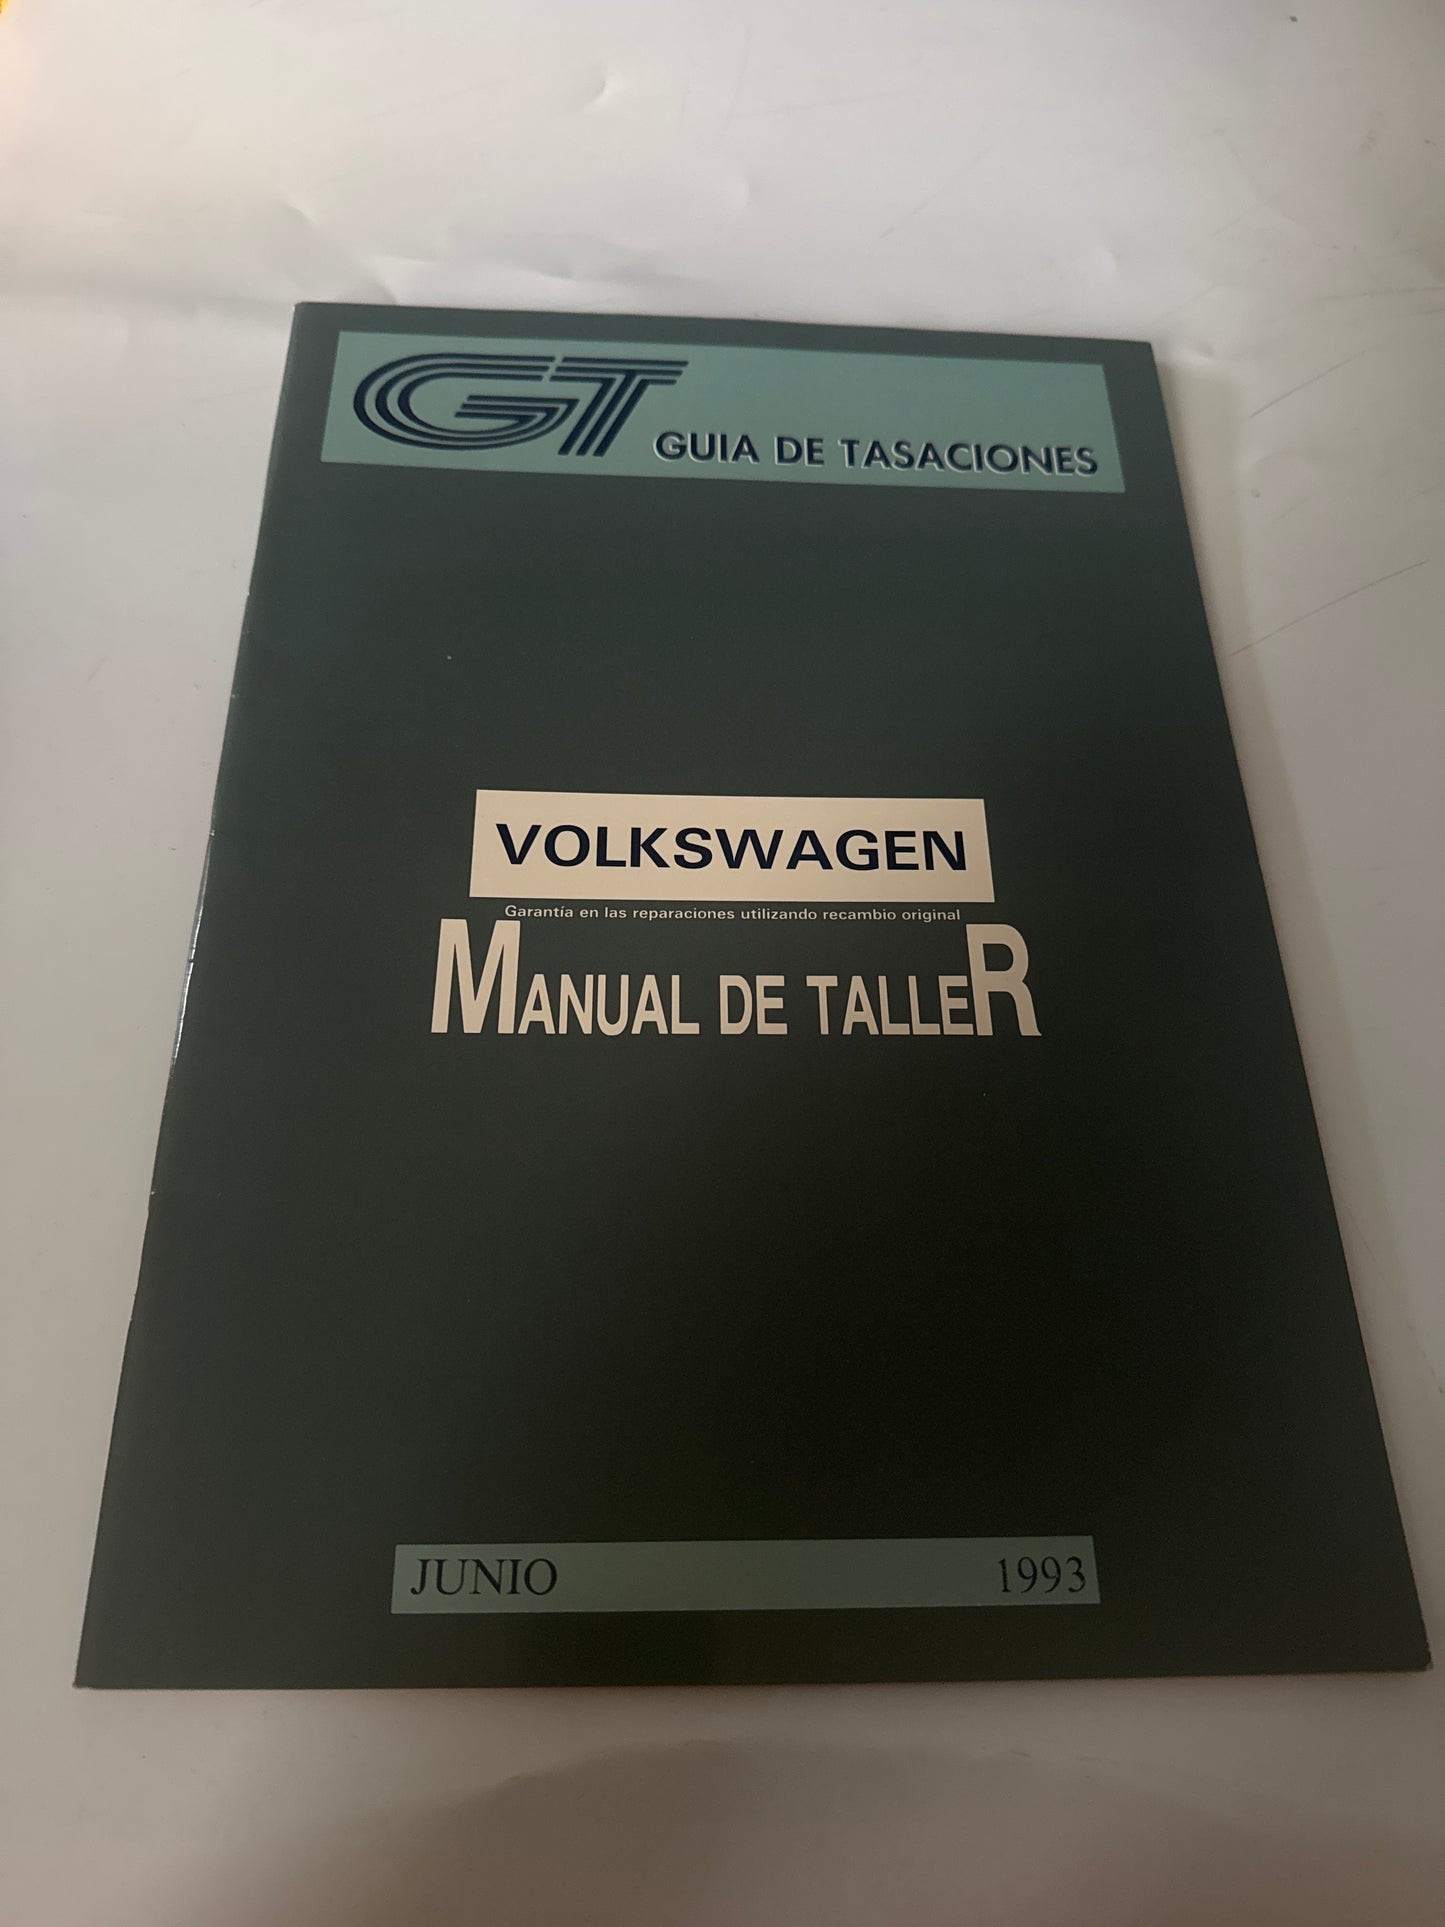 GT GUIA DE TASACIONES
VOLKSWAGEN
Garantía en las reparaciones utilizando recambio original
MANUAL DE TALLER
JUNIO 1993